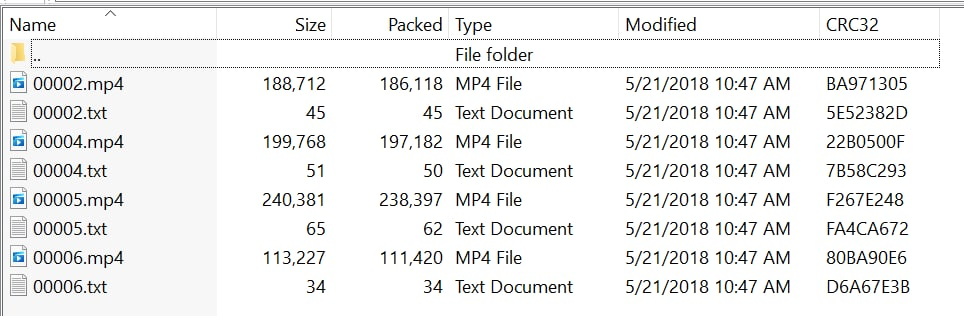 Name Size Packed Type Modified CRC32
.. File folder
00002.mp4 188,712 186,118 MP4 File 5/21/2018 10:47 AM BA971305
00002.txt 45 45 Text Document 5/21/2018 10:47 AM 5E52382D
00004.mp4 199,768 197,182 MP4 File 5/21/2018 10:47 AM 22B0500F
00004.txt 51 50 Text Document 5/21/2018 10:47 AM 7B58C293
00005.mp4 240,381 238,397 MP4 File 5/21/2018 10:47 AM F267E248
00005.txt 65 62 Text Document 5/21/2018 10:47 AM FA4CA672
00006.mp4 113,227 111,420 MP4 File 5/21/2018 10:47 AM 80BA90E6
00006.txt 34 34 Text Document 5/21/2018 10:47 AM D6A67E3B